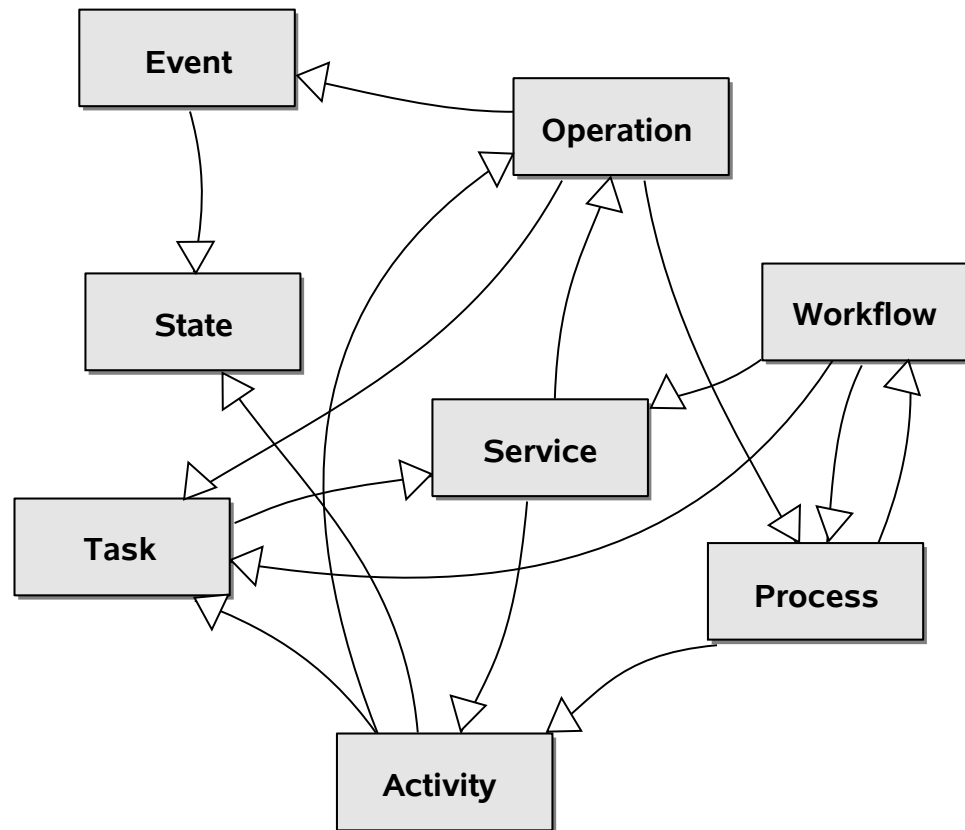 Event
Operation
State
Workflow
Service
Task
Process
Activity